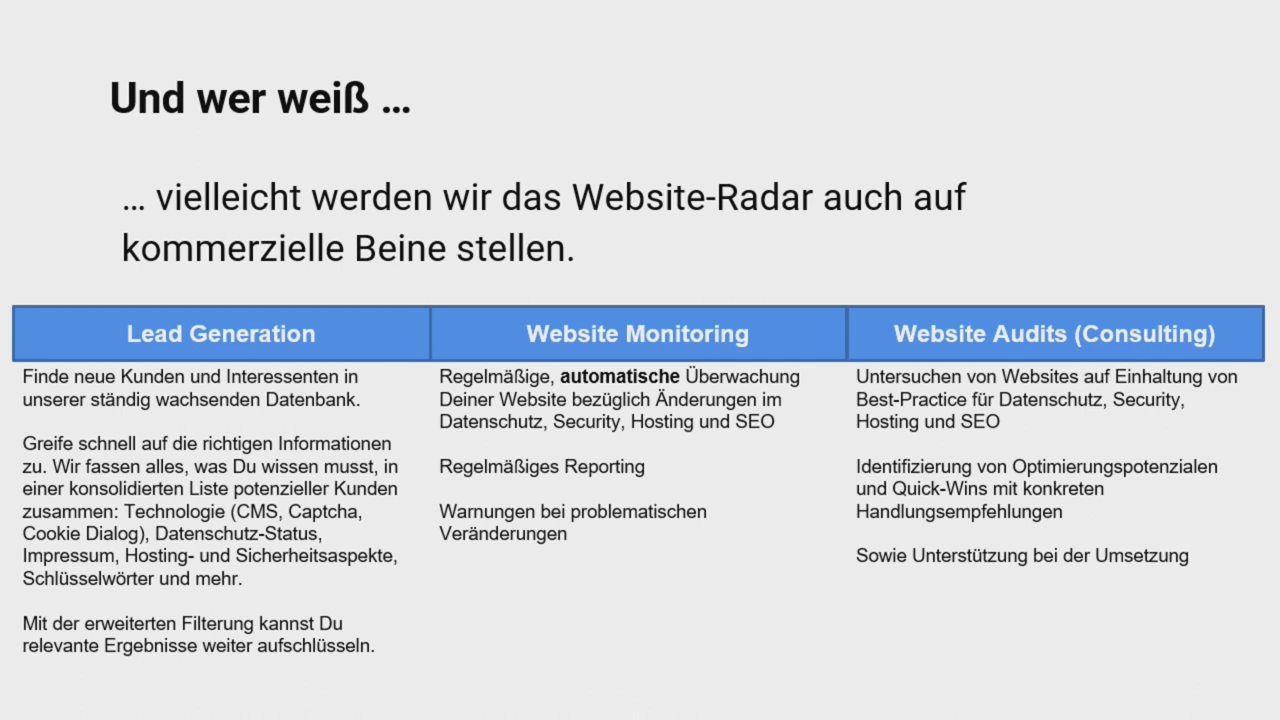 Und wer weiß ...
... vielleicht werden wir das Website-Radar auch auf
kommerzielle Beine stellen.
Lead Generation
Finde neue Kunden und Interessenten in
unserer ständig wachsenden Datenbank.
Greife schnell auf die richtigen Informationen
zu. Wir fassen alles, was Du wissen musst, in
einer konsolidierten Liste potenzieller Kunden
zusammen: Technologie (CMS, Captcha,
Cookie Dialog), Datenschutz-Status,
Impressum, Hosting- und Sicherheitsaspekte,
Schlüsselwörter und mehr.
Mit der erweiterten Filterung kannst Du
relevante Ergebnisse weiter aufschlüsseln.
Website Monitoring
Regelmäßige, automatische Überwachung
Deiner Website bezüglich Änderungen im
Datenschutz, Security, Hosting und SEO
Regelmäßiges Reporting
Warnungen bei problematischen
Veränderungen
Website Audits (Consulting)
Untersuchen von Websites auf Einhaltung von
Best-Practice für Datenschutz, Security,
Hosting und SEO
Identifizierung von Optimierungspotenzialen
und Quick-Wins mit konkreten
Handlungsempfehlungen
Sowie Unterstützung bei der Umsetzung